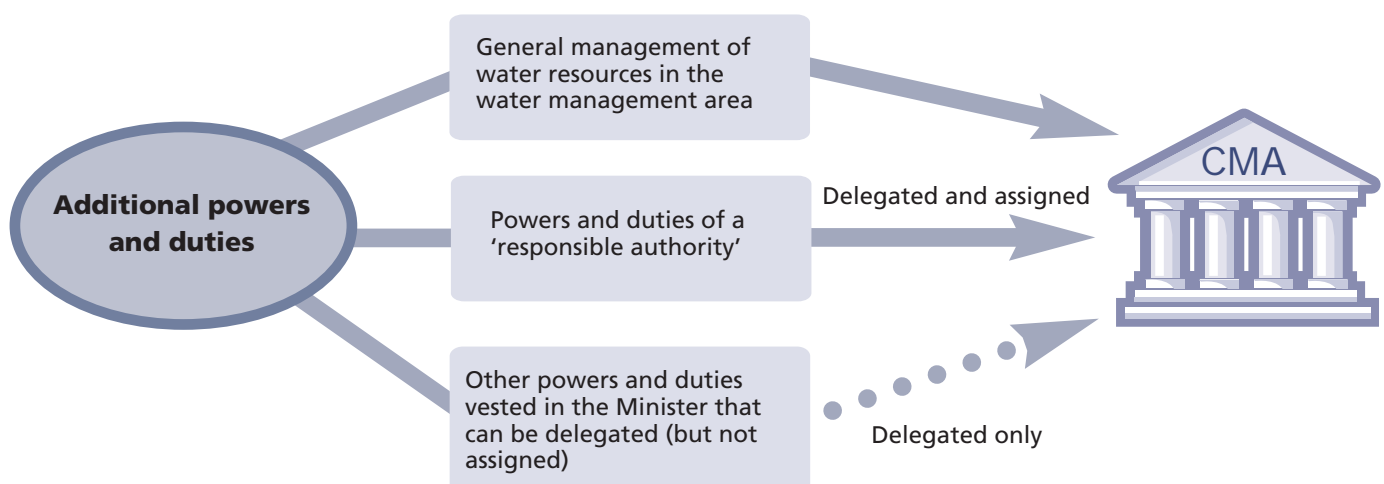 Additional powers
and duties
General management of
water resources in the
water management area
Powers and duties of a
‘responsible authority’
Other powers and duties
vested in the Minister that
can be delegated (but not
assigned)
Delegated and assigned
Delegated only
CMA